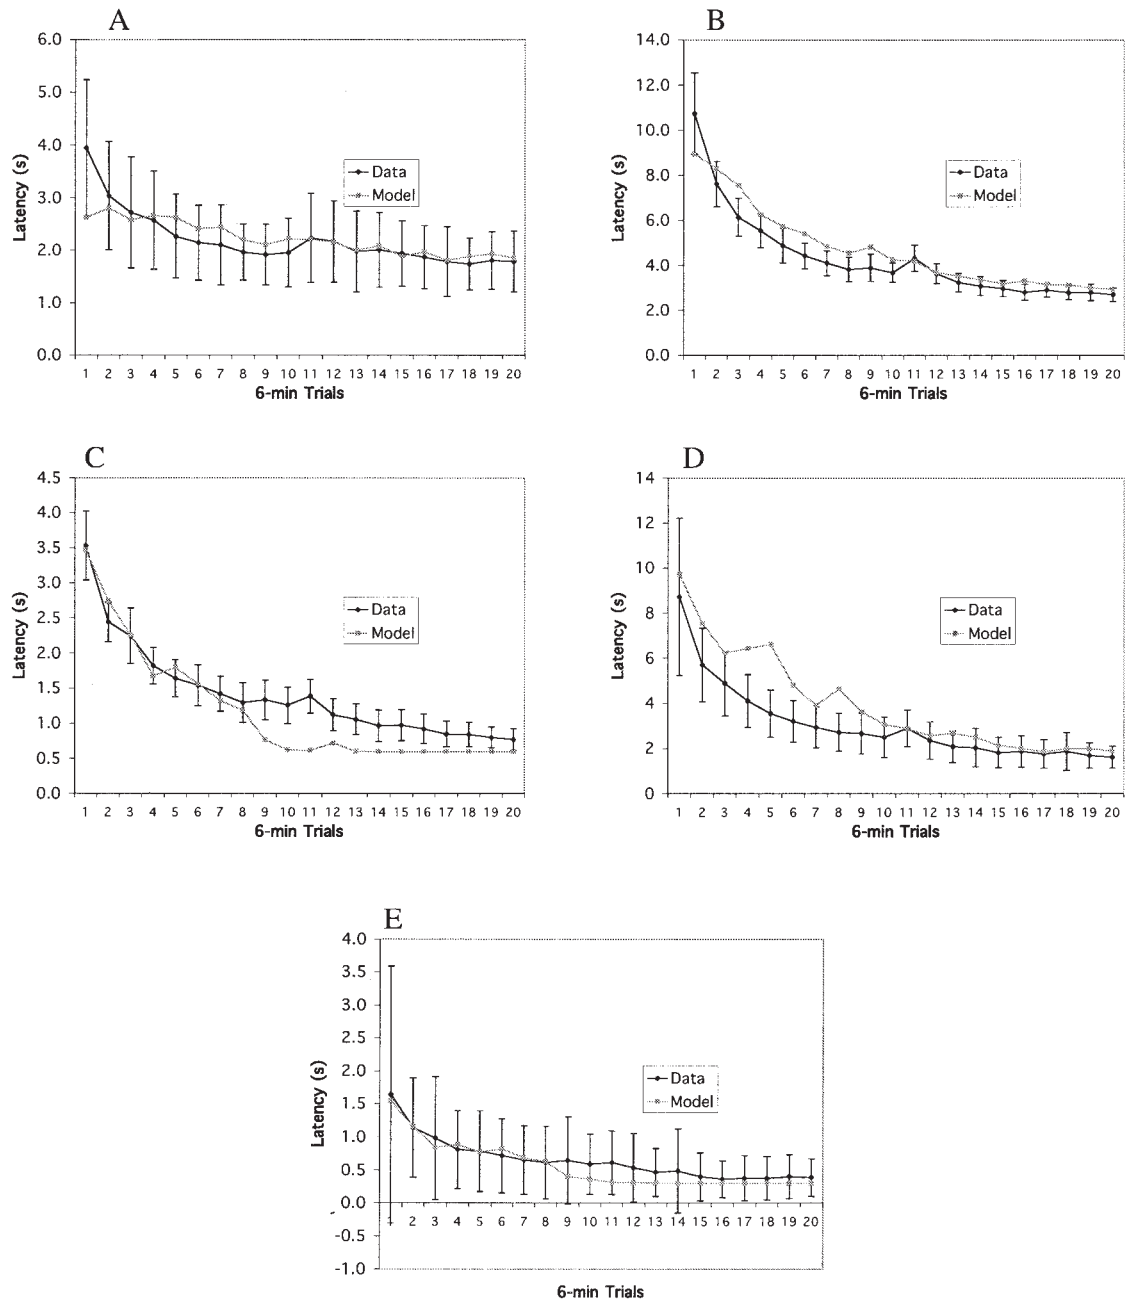 A
6.0
5.0
4.0
3.0
2.0
1.0
0.0
Latency (s)
Data
Model
1 2 3 4 5 6 7 8 9 10 11 12 13 14 15 16 17 18 19 20
6-min Trials
B
14.0
12.0
10.0
8.0
6.0
4.0
2.0
0.0
Latency (s)
Data
Model
1 2 3 4 5 6 7 8 9 10 11 12 13 14 15 16 17 18 19 20
6-min Trials
C
4.5
4.0
3.5
3.0
2.5
2.0
1.5
1.0
0.5
0.0
Latency (s)
Data
Model
1 2 3 4 5 6 7 8 9 10 11 12 13 14 15 16 17 18 19 20
6-min Trials
D
14
12
10
8
6
4
2
0
Latency (s)
Data
Model
1 2 3 4 5 6 7 8 9 10 11 12 13 14 15 16 17 18 19 20
6-min Trials
E
4.0
3.5
3.0
2.5
2.0
1.5
1.0
0.5
0.0
-0.5
-1.0
Latency (s)
Data
Model
1 2 3 4 5 6 7 8 9 10 11 12 13 14 15 16 17 18 19 20
6-min Trials